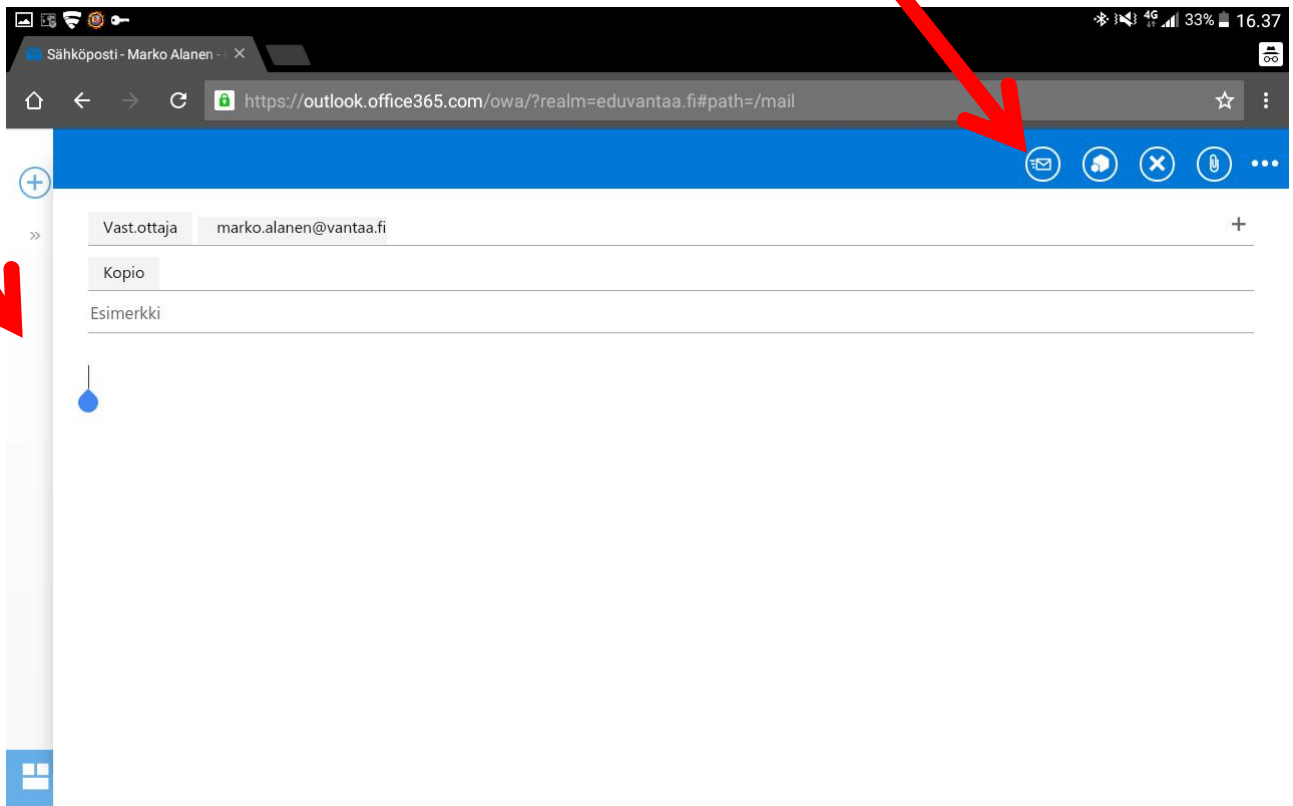 4G 33% 16.37
Sähköposti - Marko Alanen -
https://outlook.office365.com/owa/?realm=eduvantaa.fi#path=/mail
Vast.ottaja marko.alanen@vantaa.fi
Kopio
Esimerkki